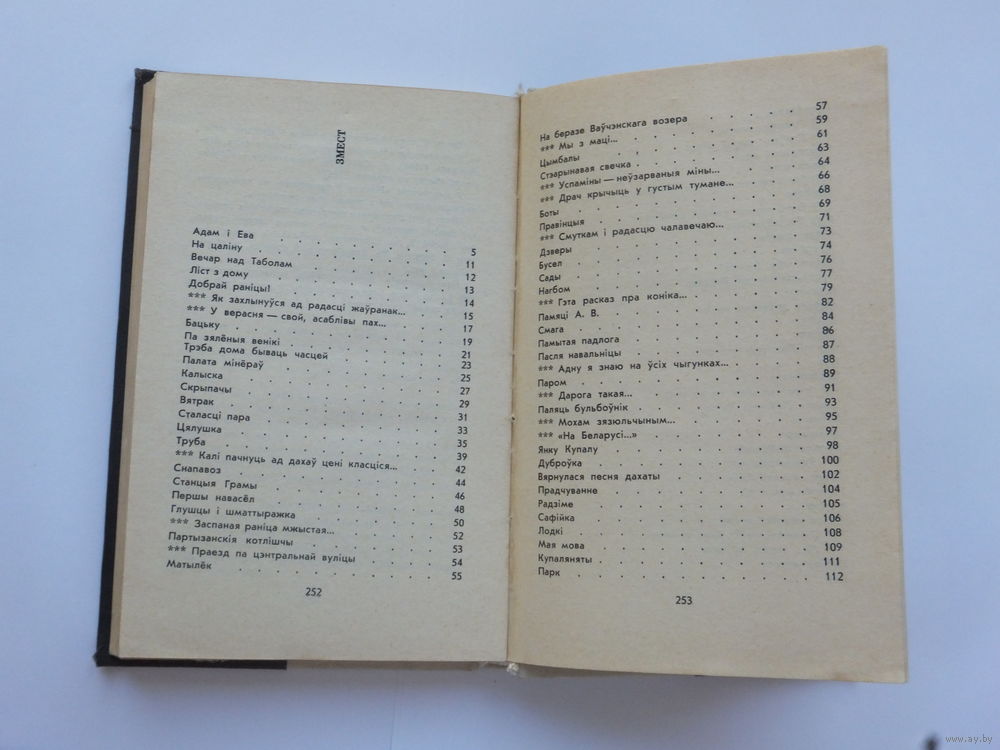 ЗМЕСТ
Адам і Ева . . . 5
На цаліну . . . 11
Вечар над Таболам . . . 12
Ліст з дому . . . 13
Добрай раніцы! . . . 14
*** Як захлынуўся ад радасці жаўранак... . . . 15
*** У верасня — свой, асаблівы пах... . . . 17
Бацьку . . . 19
Па зялёныя венікі . . . 21
Трэба дома бываць часцей . . . 23
Палата мінёраў . . . 25
Калыска . . . 27
Скрыпачы . . . 29
Вятрак . . . 31
Сталасці пара . . . 33
Цялушка . . . 35
Труба . . . 39
*** Калі пачнуць ад дахаў цені класціся... . . . 42
Снапавоз . . . 44
Станцыя Грамы . . . 46
Першы навасёл . . . 48
Глушцы і шматтыражка . . . 50
*** Заспаная раніца мжыстая... . . . 52
Партызанскія котлішчы . . . 53
*** Праезд па цэнтральнай вуліцы . . . 54
Матылёк . . . 55
252
На беразе Ваўчэнскага возера . . . 57
*** Мы з маці... . . . 59
Цымбалы . . . 61
Стэарынавая свечка . . . 63
*** Успаміны — неўзарваныя міны... . . . 64
*** Драч крычыць у густым тумане... . . . 66
Боты . . . 68
Правінцыя . . . 69
*** Смуткам і радасцю чалавечаю... . . . 71
Дзверы . . . 73
Бусел . . . 74
Сады . . . 76
Нагбом . . . 77
*** Гэта расказ пра коніка... . . . 79
Памяці А. В. . . . 82
Смага . . . 84
Памытая падлога . . . 86
Пасля навальніцы . . . 87
*** Адну я знаю на ўсіх чыгунках... . . . 88
Паром . . . 89
*** Дарога такая... . . . 91
Паляць бульбоўнік . . . 93
*** Мохам зязюльчыным... . . . 95
*** «На Беларусі...» . . . 97
Янку Купалу . . . 98
Дуброўка . . . 100
Вярнулася песня дахаты . . . 102
Прадчуванне . . . 104
Радзіме . . . 105
Сафійка . . . 106
Лодкі . . . 108
Мая мова . . . 109
Купаляняты . . . 111
Парк . . . 112
253
www.ay.by